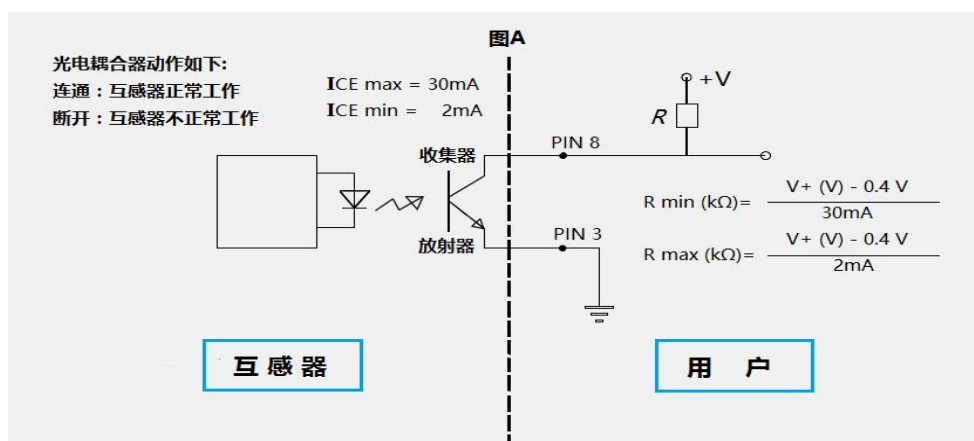 图A
光电耦合器动作如下:
连通：互感器正常工作
断开：互感器不正常工作
ICE max = 30mA
ICE min = 2mA
收集器
放射器
PIN 8
PIN 3
+V
R
R min (kΩ)= V+ (V) - 0.4 V
30mA
R max (kΩ)= V+ (V) - 0.4 V
2mA
互感器
用 户